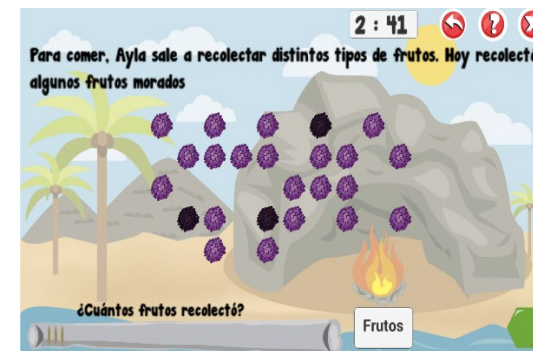 2 : 41
Para comer, Ayla sale a recolectar distintos tipos de frutos. Hoy recolectó
algunos frutos morados
¿Cuántos frutos recolectó?
Frutos